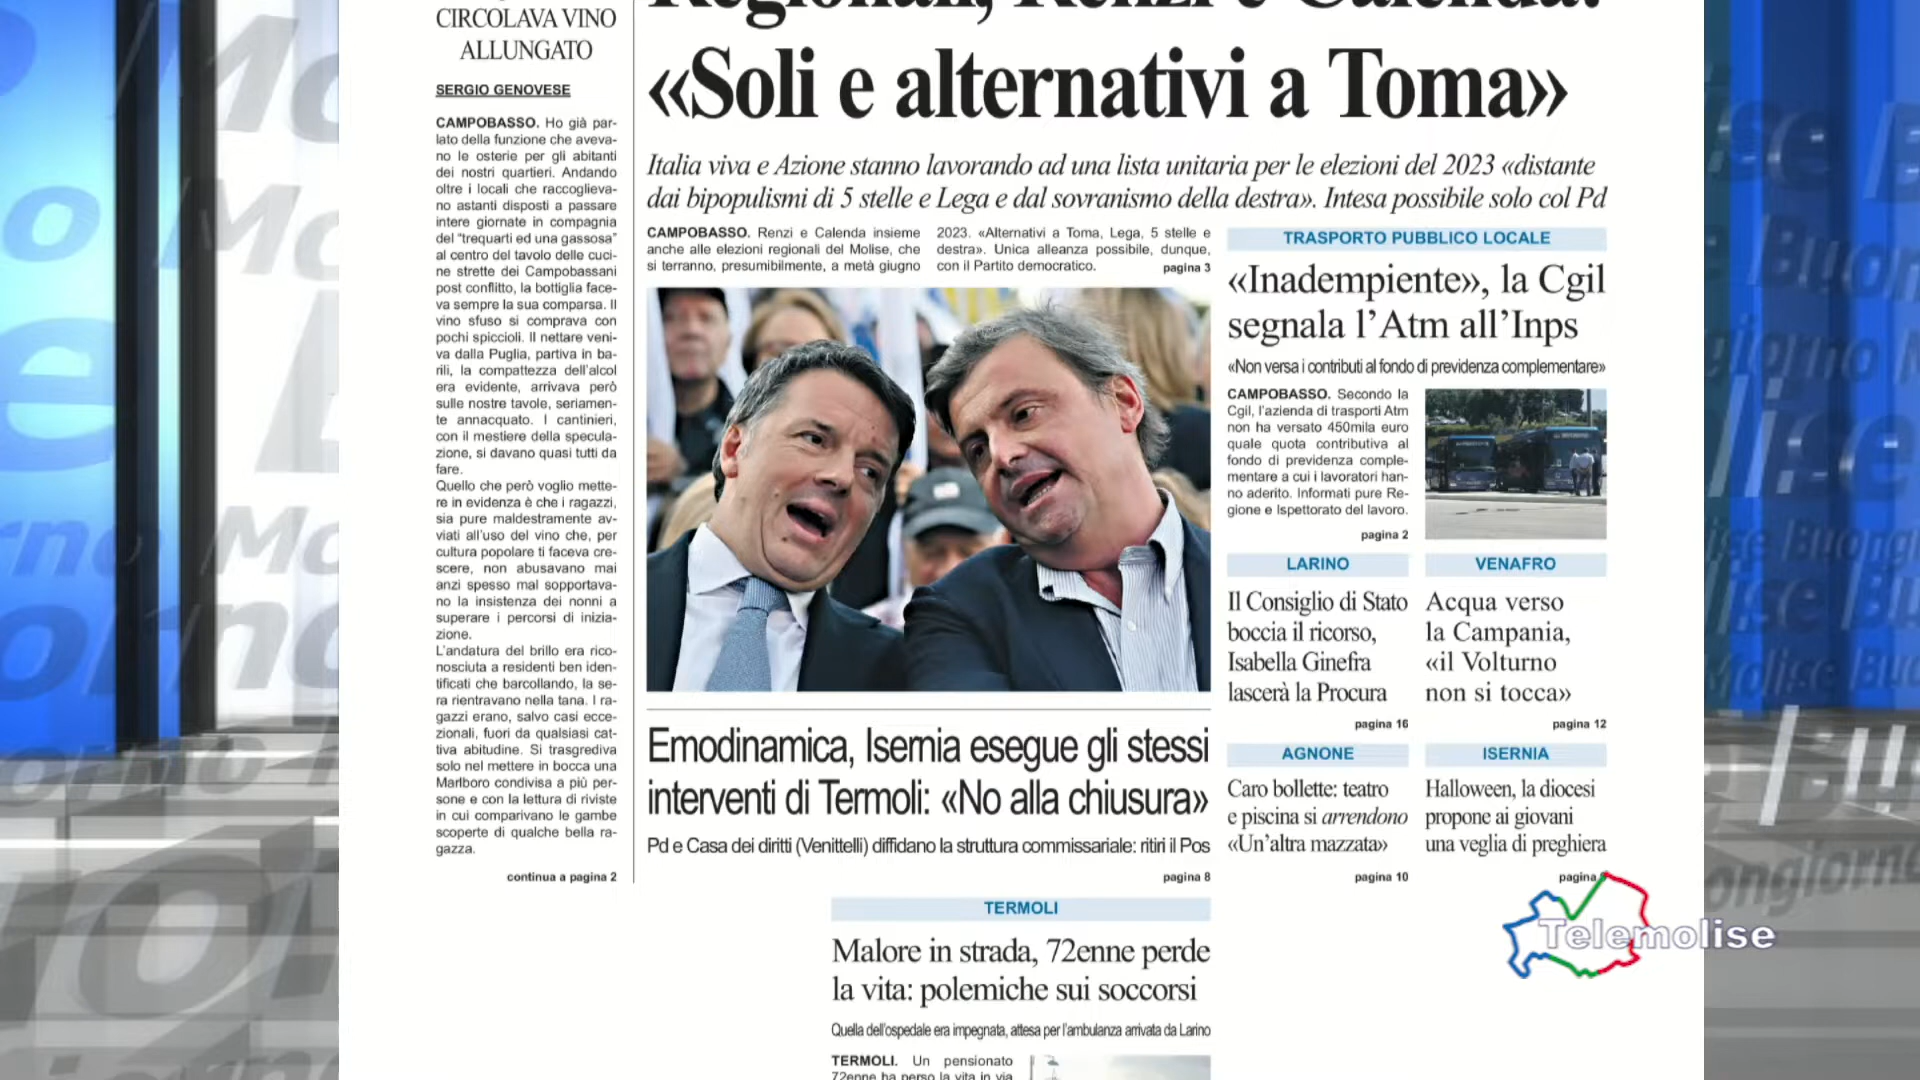 CIRCOLAVA VINO
ALLUNGATO
SERGIO GENOVESE
CAMPOBASSO. Ho già par-
lato della funzione che aveva-
no le osterie per gli abitanti
dei nostri quartieri. Andando
oltre i locali che raccoglieva-
no astanti disposti a passare
intere giornate in compagnia
del "trequarti ed una gassosa"
al centro del tavolo delle cuci-
ne strette dei Campobassani
post conflitto, la bottiglia face-
va sempre la sua comparsa. Il
vino sfuso si comprava con
pochi spiccioli. Il nettare veni-
va dalla Puglia, partiva in ba-
rili, la compattezza dell'alcol
era evidente, arrivava però
sulle nostre tavole, seriamen-
te annacquato. I cantinieri,
con il mestiere della specula-
zione, si davano quasi tutti da
fare.
Quello che però voglio mette-
re in evidenza è che i ragazzi,
sia pure maldestramente av-
viati all'uso del vino che, per
cultura popolare ti faceva cre-
scere, non abusavano mai
anzi spesso mal sopportava-
no la insistenza dei nonni a
superare i percorsi di inizia-
zione.
L'andatura del brillo era rico-
nosciuta a residenti ben iden-
tificati che barcollando, la se-
ra rientravano nella tana. I ra-
gazzi erano, salvo casi ecce-
zionali, fuori da qualsiasi cat-
tiva abitudine. Si trasgrediva
solo nel mettere in bocca una
Marlboro condivisa a più per-
sone e con la lettura di riviste
in cui comparivano le gambe
scoperte di qualche bella ra-
gazza.
continua a pagina 2
Regionali, Renzi e Calenda:
«Soli e alternativi a Toma»
Italia viva e Azione stanno lavorando ad una lista unitaria per le elezioni del 2023 «distante
dai bipopulismi di 5 stelle e Lega e dal sovranismo della destra». Intesa possibile solo col Pd
CAMPOBASSO. Renzi e Calenda insieme
anche alle elezioni regionali del Molise, che
si terranno, presumibilmente, a metà giugno
2023. «Alternativi a Toma, Lega, 5 stelle e
destra». Unica alleanza possibile, dunque,
con il Partito democratico.
pagina 3
TRASPORTO PUBBLICO LOCALE
«Inadempiente», la Cgil
segnala l'Atm all'Inps
«Non versa i contributi al fondo di previdenza complementare»
CAMPOBASSO. Secondo la
Cgil, l'azienda di trasporti Atm
non ha versato 450mila euro
quale quota contributiva al
fondo di previdenza comple-
mentare a cui i lavoratori han-
no aderito. Informati pure Re-
gione e Ispettorato del lavoro.
pagina 2
LARINO
Il Consiglio di Stato
boccia il ricorso,
Isabella Ginefra
lascerà la Procura
pagina 16
VENAFRO
Acqua verso
la Campania,
«il Volturno
non si tocca»
pagina 12
AGNONE
Caro bollette: teatro
e piscina si arrendono
«Un'altra mazzata»
pagina 10
ISERNIA
Halloween, la diocesi
propone ai giovani
una veglia di preghiera
pagina
Emodinamica, Isernia esegue gli stessi
interventi di Termoli: «No alla chiusura»
Pd e Casa dei diritti (Venittelli) diffidano la struttura commissariale: ritiri il Pos
pagina 8
TERMOLI
Malore in strada, 72enne perde
la vita: polemiche sui soccorsi
Quella dell'ospedale era impegnata, attesa per l'ambulanza arrivata da Larino
TERMOLI. Un pensionato
72enne ha perso la vita in via
Telemolise